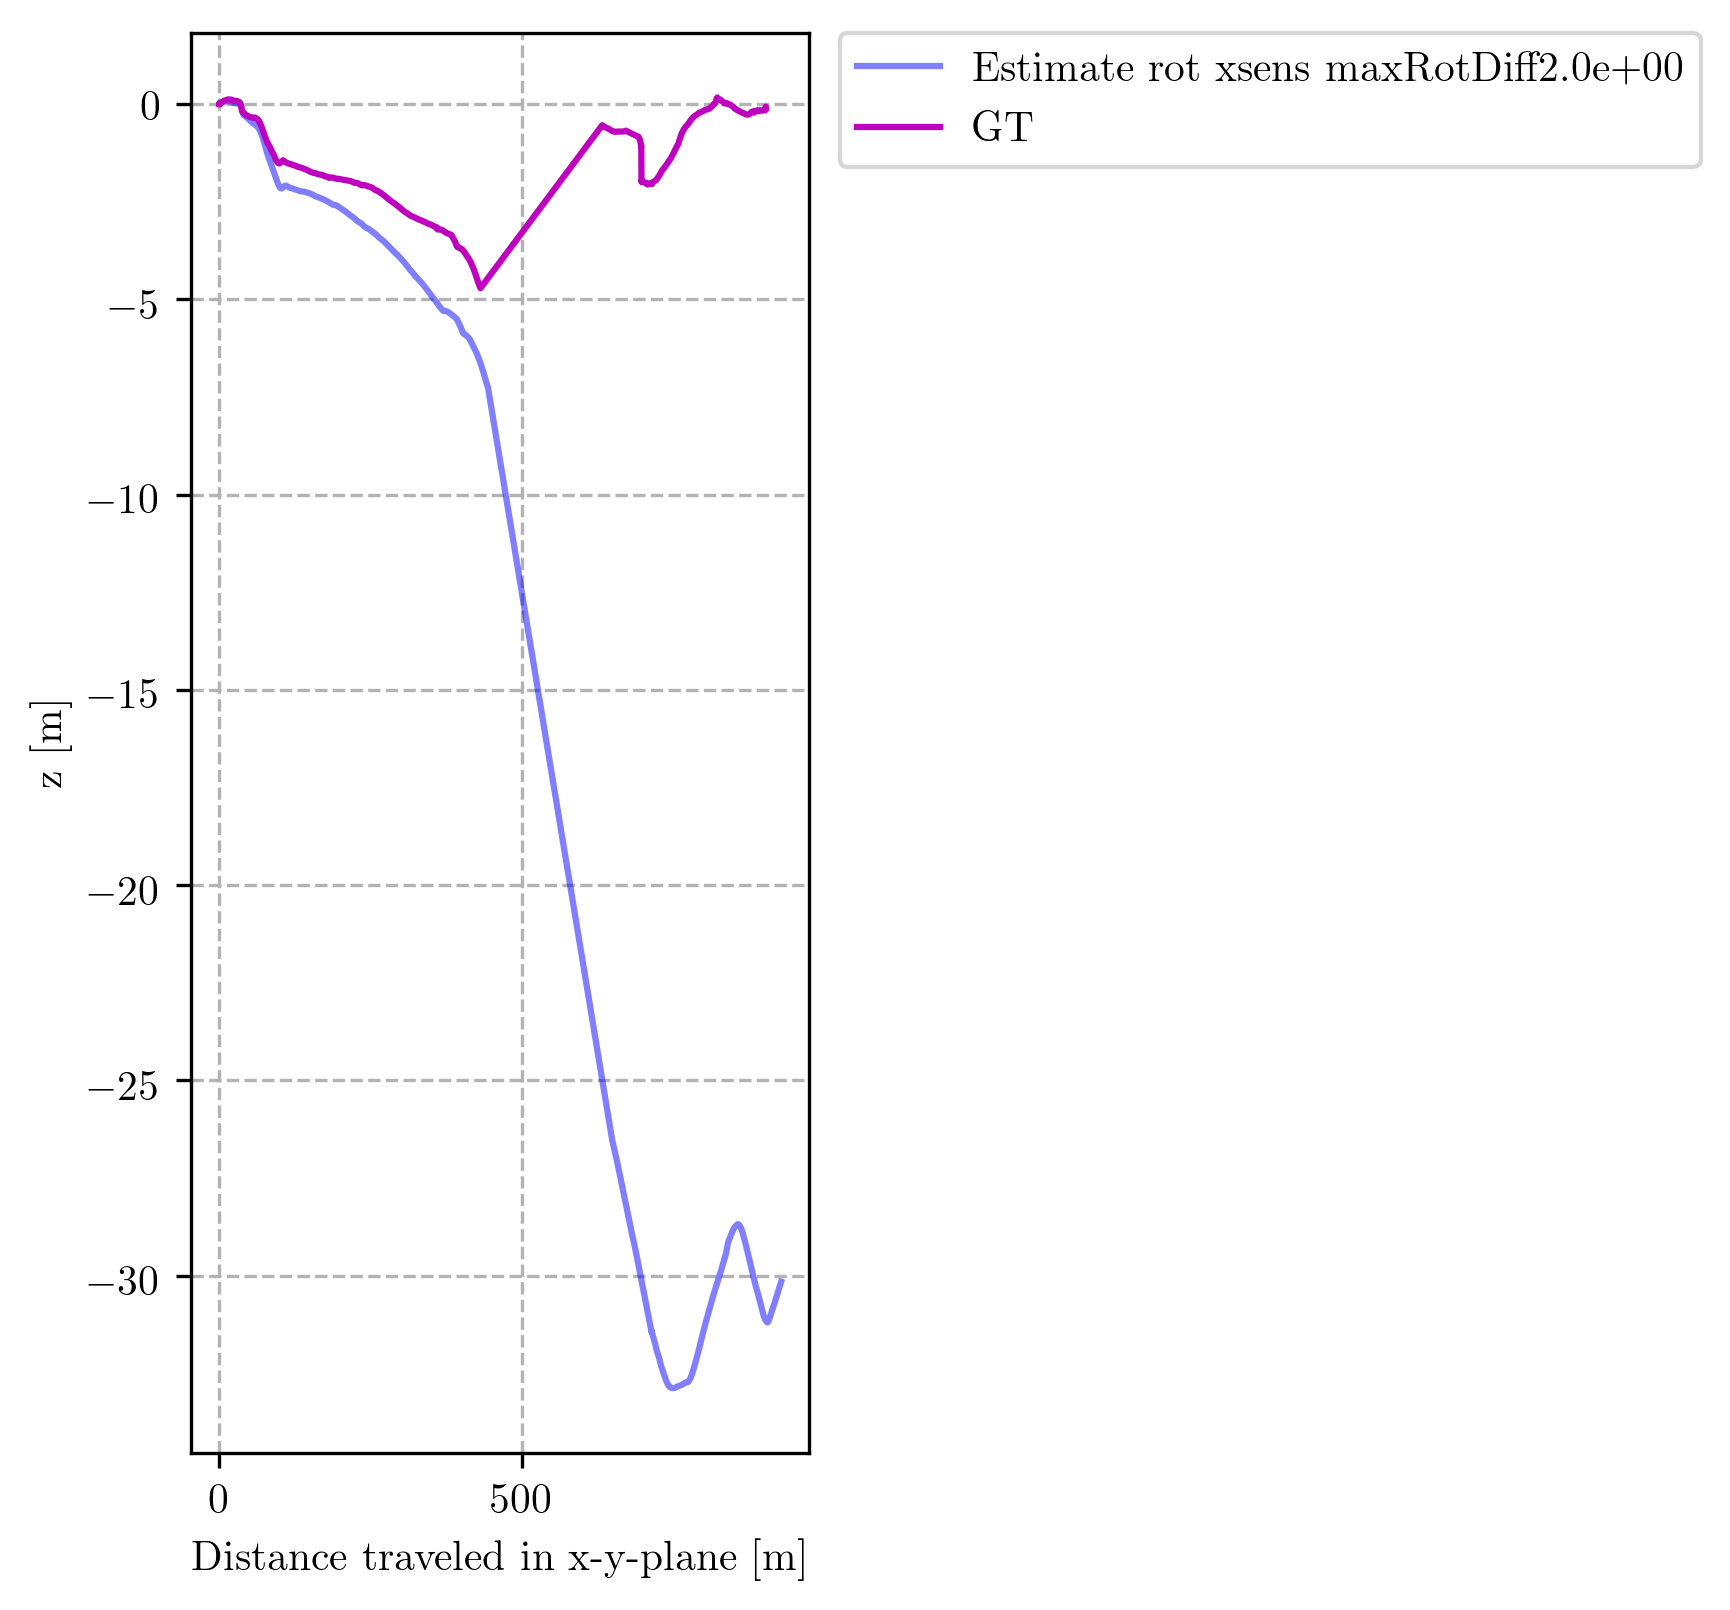 Estimate rot xsens maxRotDiff2.0e+00
GT
0
−5
−10
−15
−20
−25
−30
z [m]
0
500
Distance traveled in x-y-plane [m]